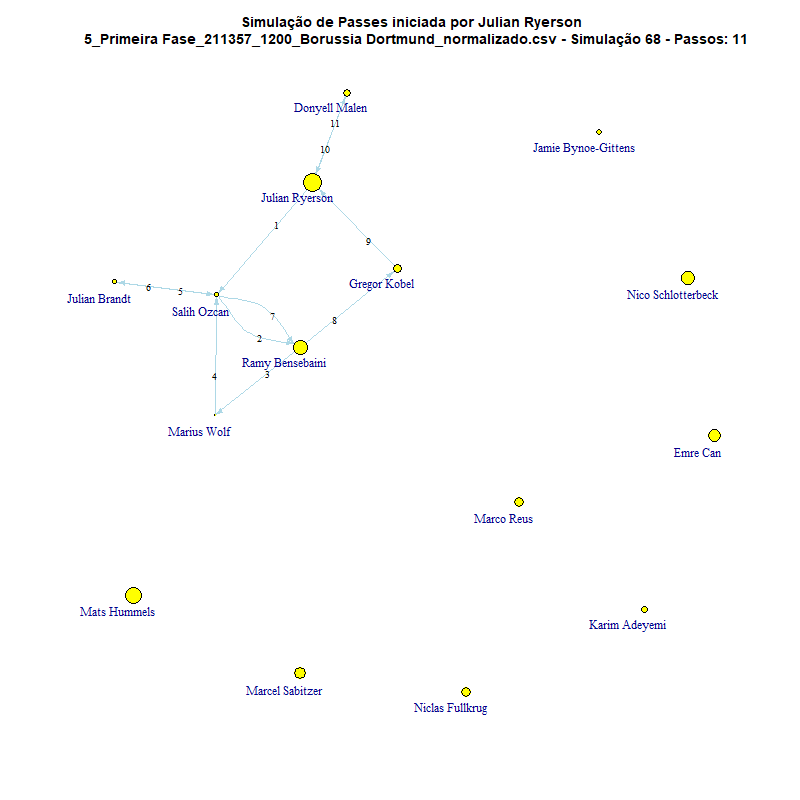 Simulação de Passes iniciada por Julian Ryerson
5_Primeira Fase_211357_1200_Borussia Dortmund_normalizado.csv - Simulação 68 - Passos: 11
Donyell Malen
11
Jamie Bynoe-Gittens
10
Julian Ryerson
1
9
Gregor Kobel
Nico Schlotterbeck
6
5
Julian Brandt
Salih Ozcan
7
8
2
Ramy Bensebaini
3
4
Marius Wolf
Emre Can
Marco Reus
Mats Hummels
Karim Adeyemi
Marcel Sabitzer
Niclas Fullkrug